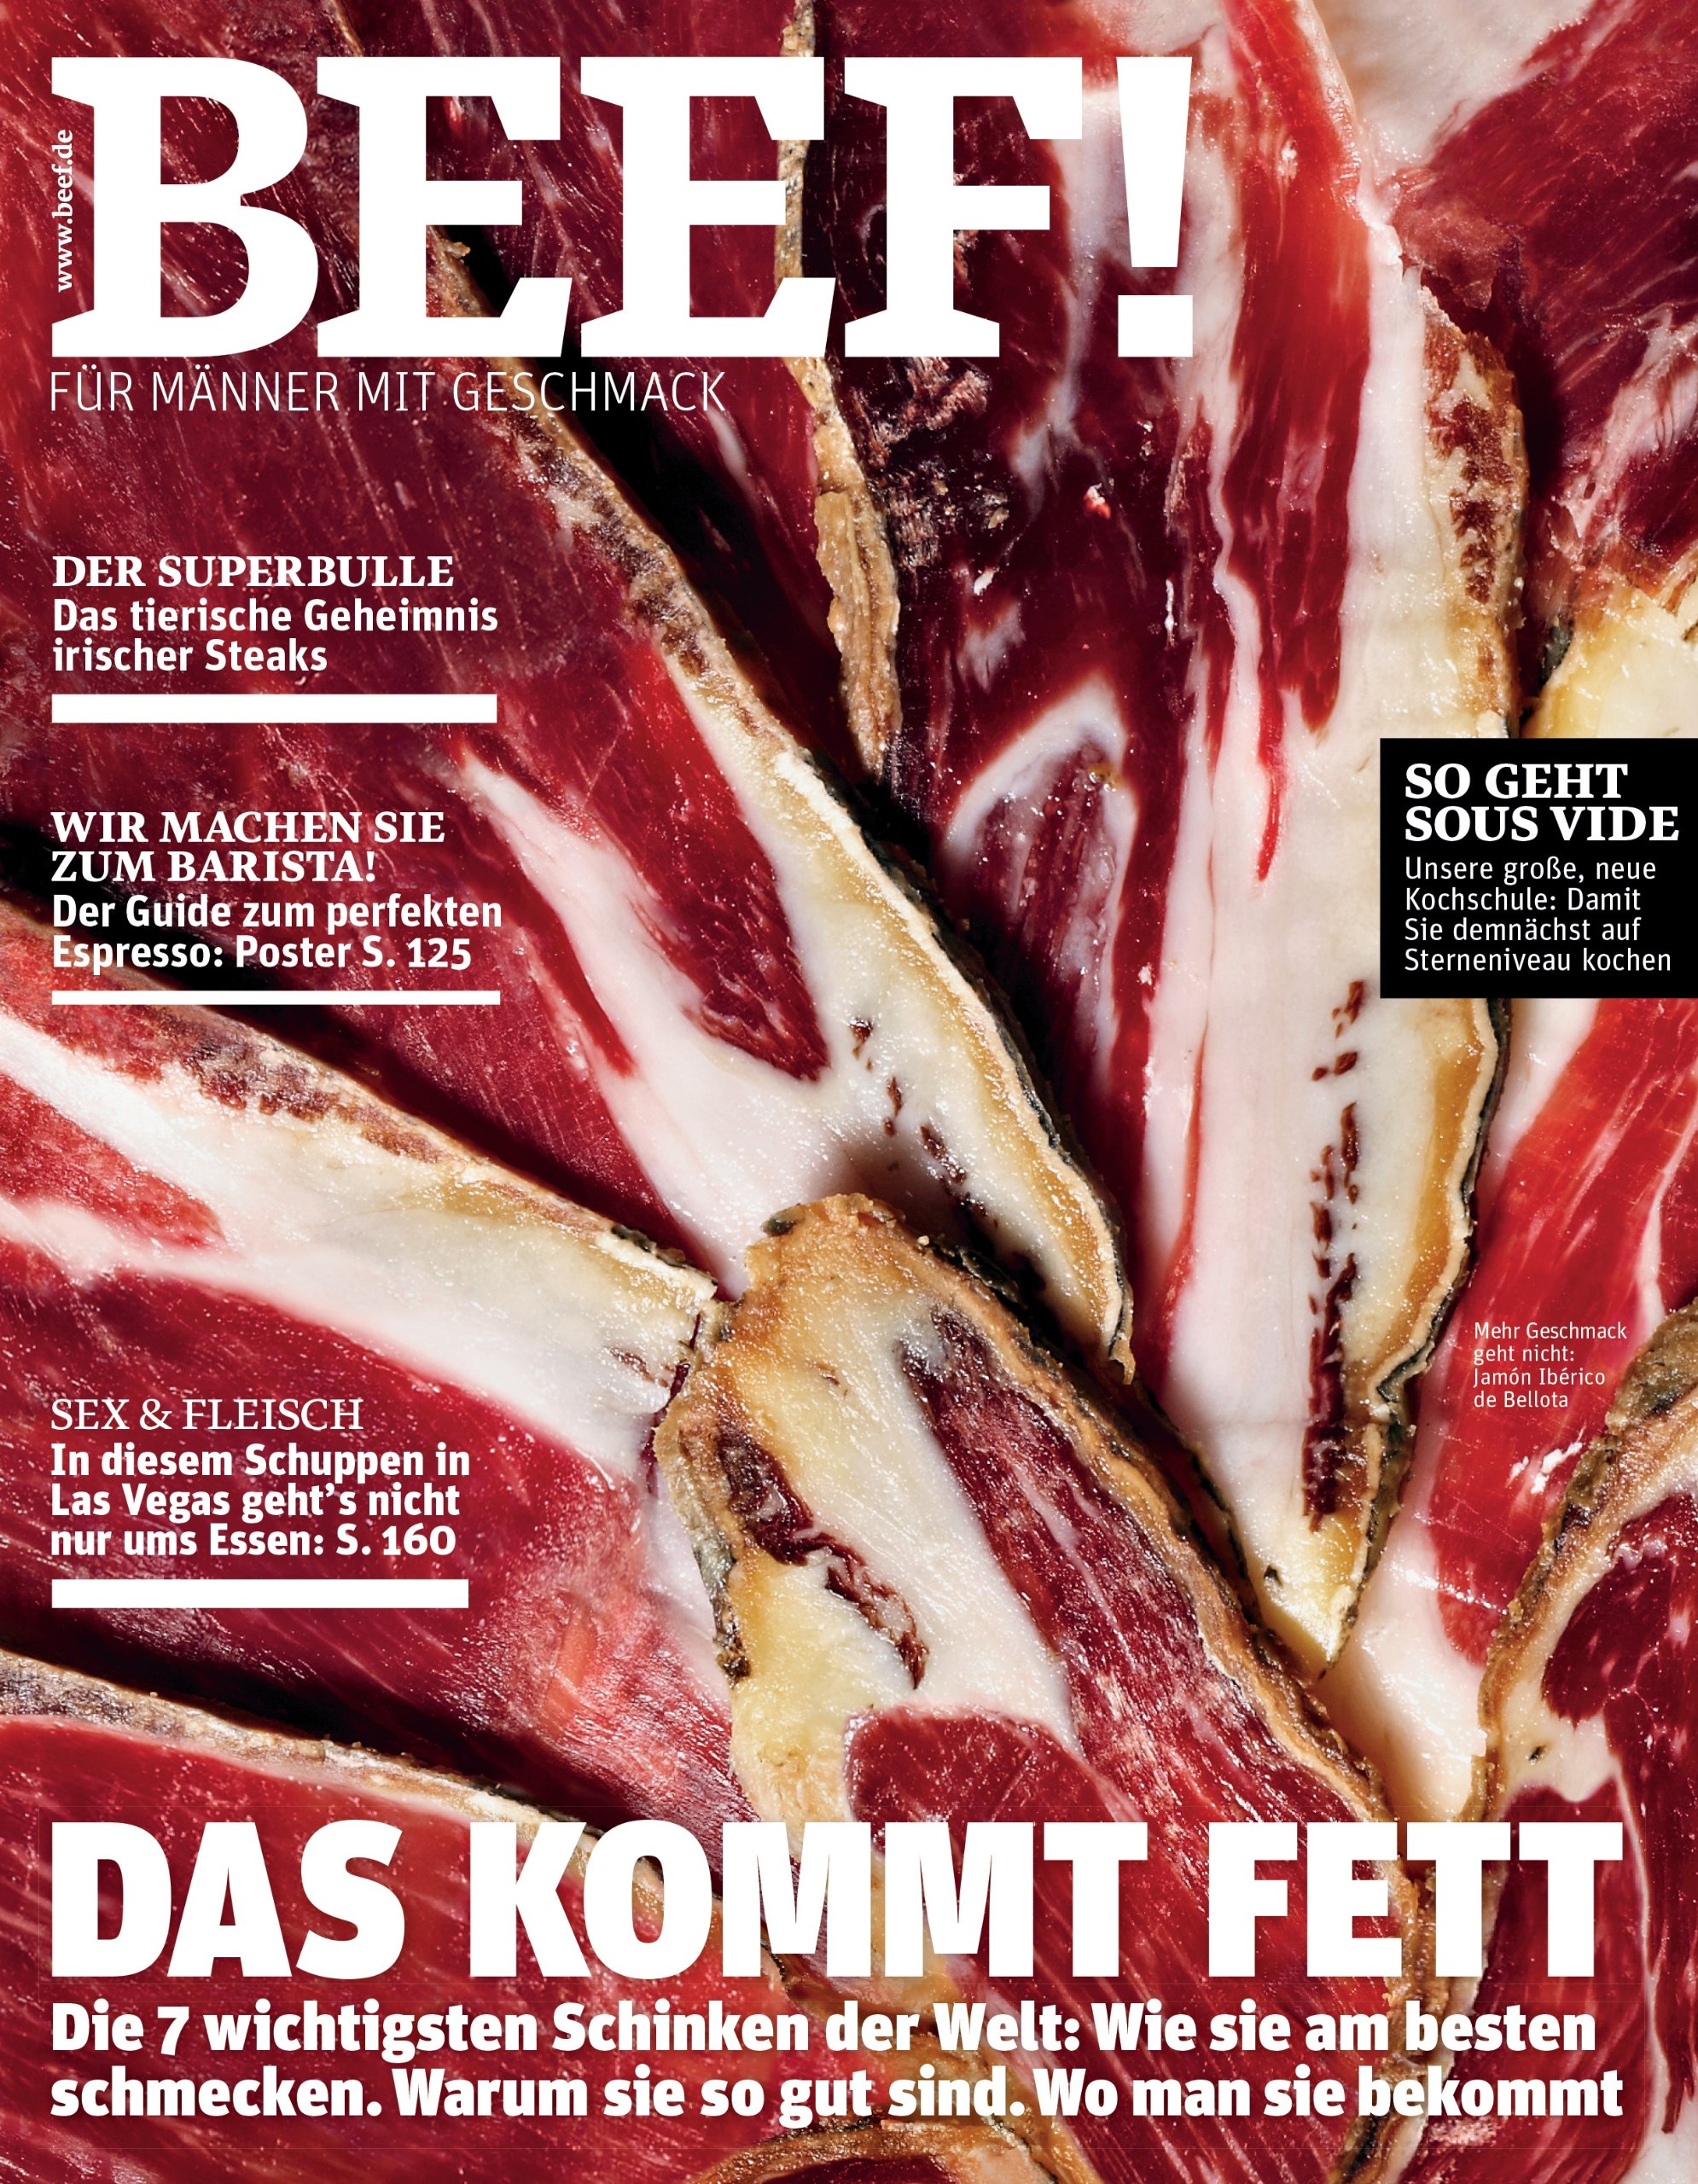 www.beef.de
BEEF!
FÜR MÄNNER MIT GESCHMACK
DER SUPERBULLE
Das tierische Geheimnis
irischer Steaks
WIR MACHEN SIE
ZUM BARISTA!
Der Guide zum perfekten
Espresso: Poster S. 125
SO GEHT
SOUS VIDE
Unsere große, neue
Kochschule: Damit
Sie demnächst auf
Sterneniveau kochen
Mehr Geschmack
geht nicht:
Jamón Ibérico
de Bellota
SEX & FLEISCH
In diesem Schuppen in
Las Vegas geht's nicht
nur ums Essen: S. 160
DAS KOMMT FETT
Die 7 wichtigsten Schinken der Welt: Wie sie am besten
schmecken. Warum sie so gut sind. Wo man sie bekommt